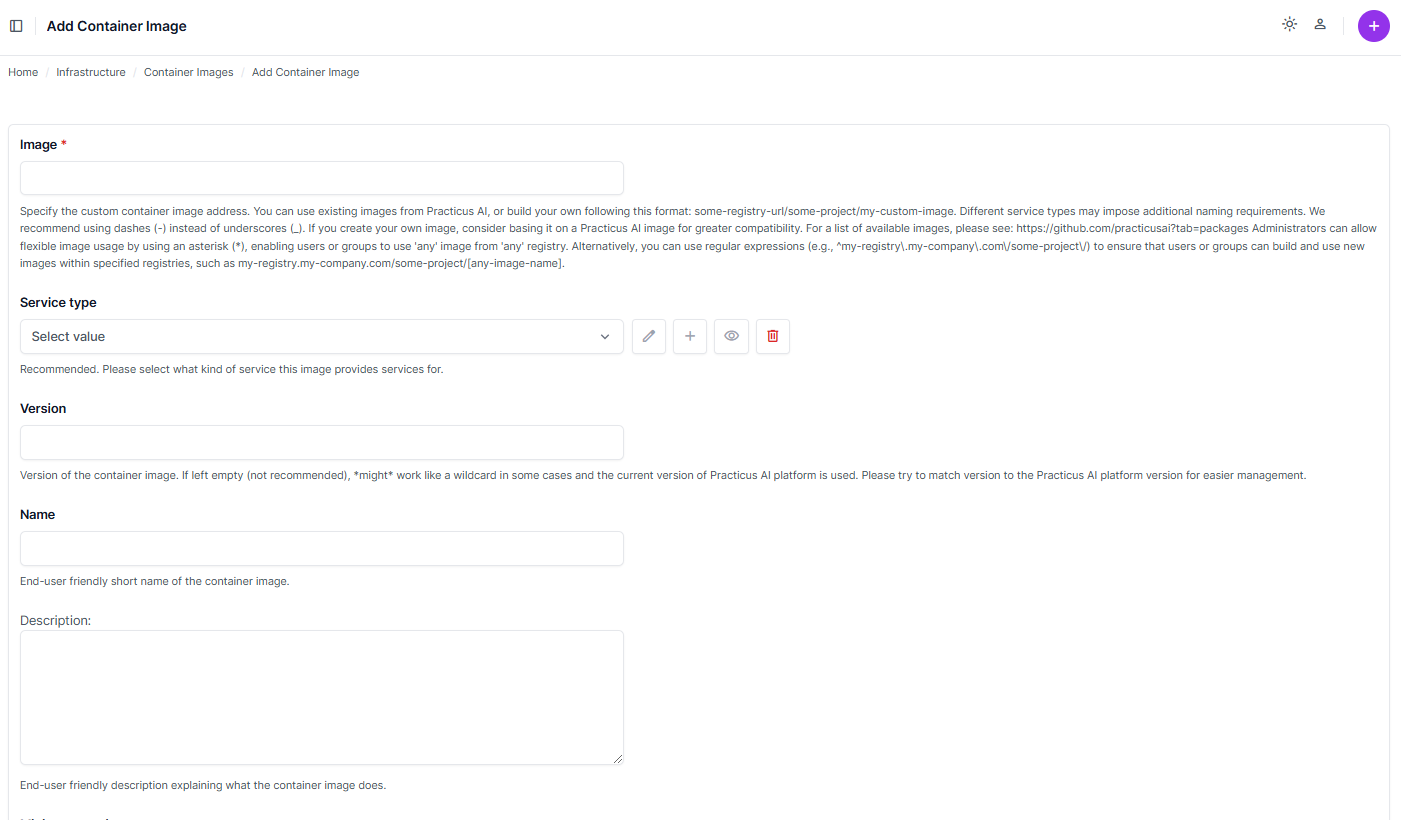 Add Container Image
Home / Infrastructure / Container Images / Add Container Image
Image *
Specify the custom container image address. You can use existing images from Practicus AI, or build your own following this format: some-registry-url/some-project/my-custom-image. Different service types may impose additional naming requirements. We
recommend using dashes (-) instead of underscores (_). If you create your own image, consider basing it on a Practicus AI image for greater compatibility. For a list of available images, please see: https://github.com/practicusai?tab=packages Administrators can allow
flexible image usage by using an asterisk (*), enabling users or groups to use 'any' image from 'any' registry. Alternatively, you can use regular expressions (e.g., ^my-registry\.my-company\.com\/some-project\/) to ensure that users or groups can build and use new
images within specified registries, such as my-registry.my-company.com/some-project/[any-image-name].
Service type
Select value
Recommended. Please select what kind of service this image provides services for.
Version
Version of the container image. If left empty (not recommended), *might* work like a wildcard in some cases and the current version of Practicus AI platform is used. Please try to match version to the Practicus AI platform version for easier management.
Name
End-user friendly short name of the container image.
Description:
End-user friendly description explaining what the container image does.